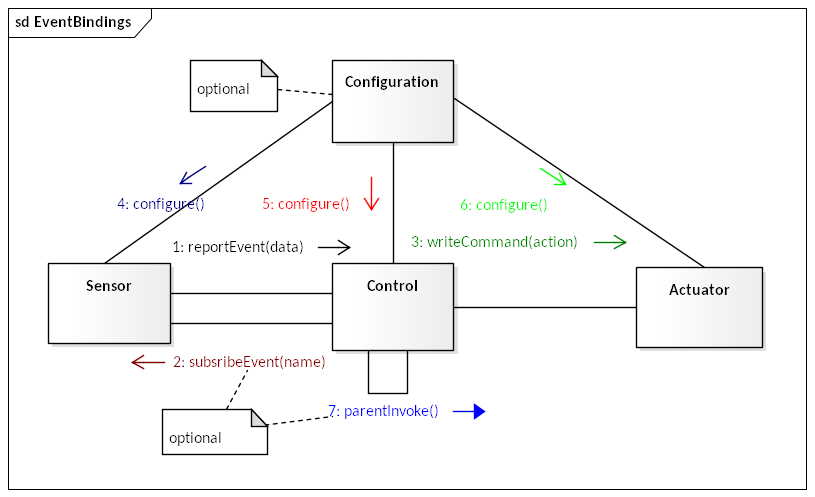 sd EventBindings
Configuration
optional
4: configure()
5: configure()
6: configure()
1: reportEvent(data)
3: writeCommand(action)
Sensor
Control
Actuator
2: subsribeEvent(name)
7: parentInvoke()
optional